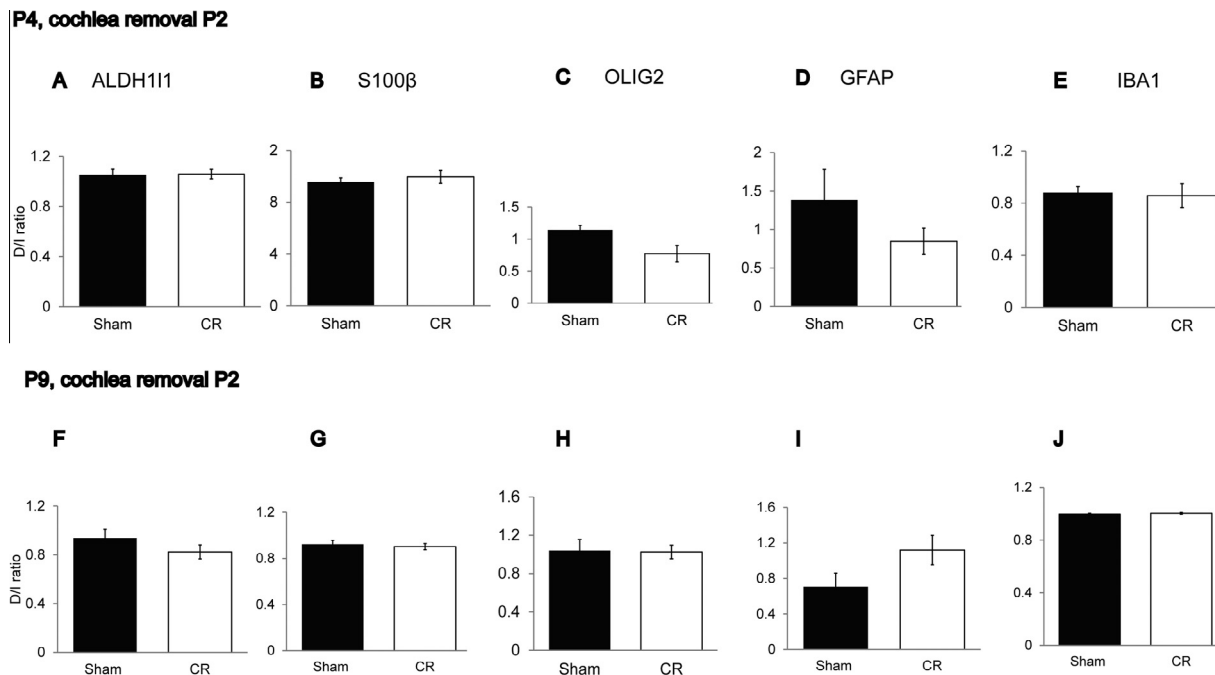 P4, cochlea removal P2
A ALDH1l1
B S100β
C OLIG2
D GFAP
E IBA1
D/I ratio
1.2
0.8
0.4
0
Sham CR
2
8
4
0
Sham CR
1.5
1
0.5
0
Sham CR
2
1.5
1
0.5
0
Sham CR
1.2
0.8
0.4
0
Sham CR
P9, cochlea removal P2
F
G
H
I
J
D/I ratio
1.2
0.8
0.4
0
Sham CR
1.2
0.8
0.4
0
Sham CR
1.6
1.2
0.8
0.4
0
Sham CR
1.6
1.2
0.8
0.4
0
Sham CR
1.2
0.8
0.4
0
Sham CR